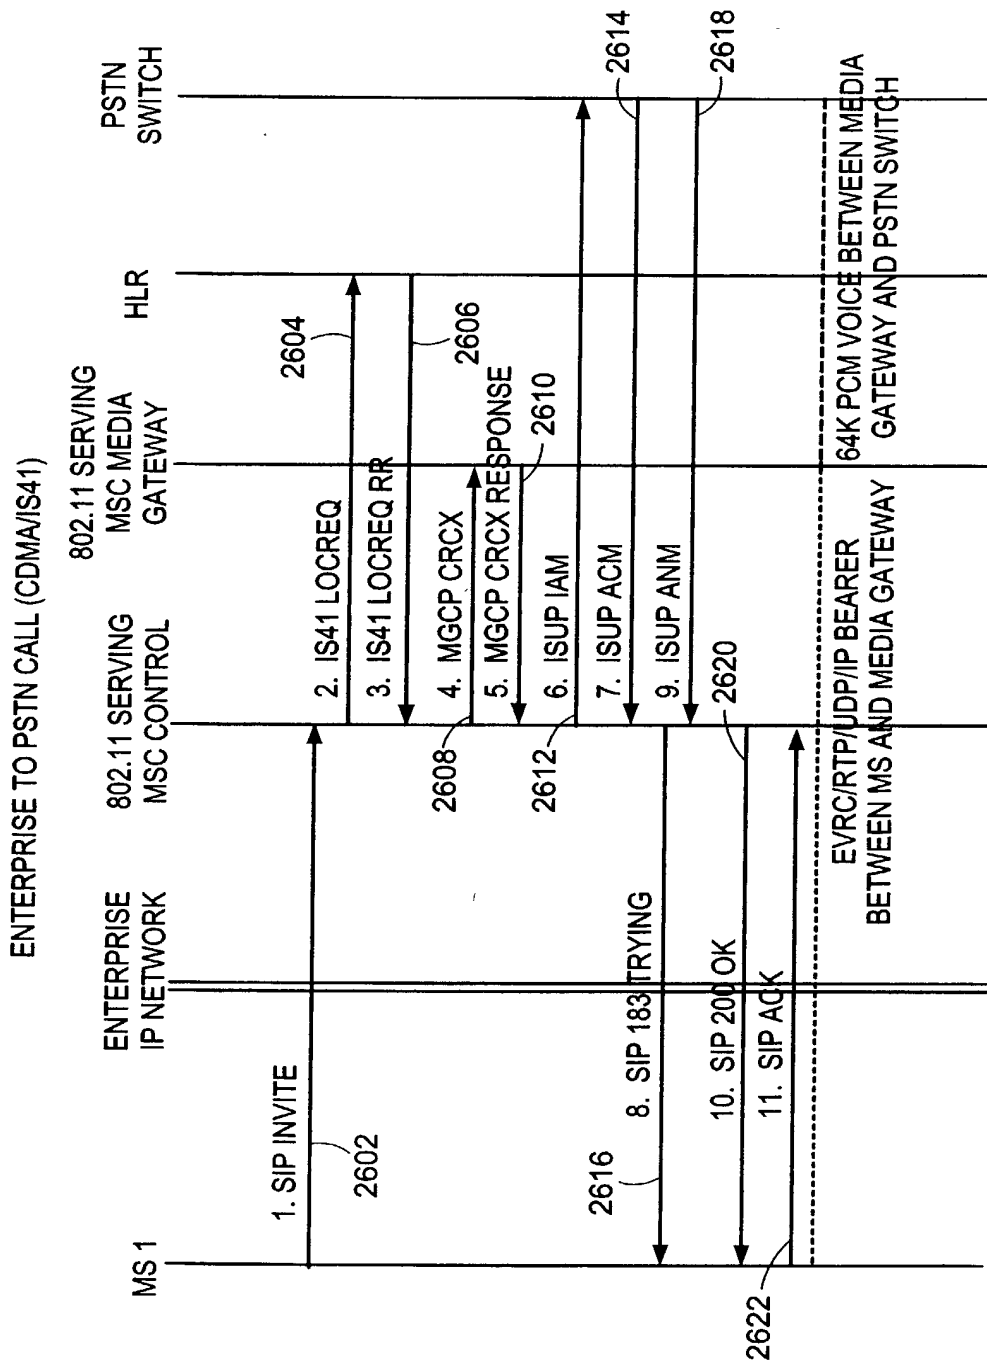 ENTERPRISE TO PSTN CALL (CDMA/IS41)
MS 1
ENTERPRISE
IP NETWORK
802.11 SERVING
MSC CONTROL
802.11 SERVING
MSC MEDIA
GATEWAY
HLR
PSTN
SWITCH
1. SIP INVITE
2602
2. IS41 LOCREQ
2604
3. IS41 LOCREQ RR
2606
4. MGCP CRCX
2608
5. MGCP CRCX RESPONSE
2610
6. ISUP IAM
2612
7. ISUP ACM
2614
8. SIP 183 TRYING
2616
9. ISUP ANM
2618
10. SIP 200 OK
2620
11. SIP ACK
2622
EVRC/RTP/UDP/IP BEARER
BETWEEN MS AND MEDIA GATEWAY
64K PCM VOICE BETWEEN MEDIA
GATEWAY AND PSTN SWITCH